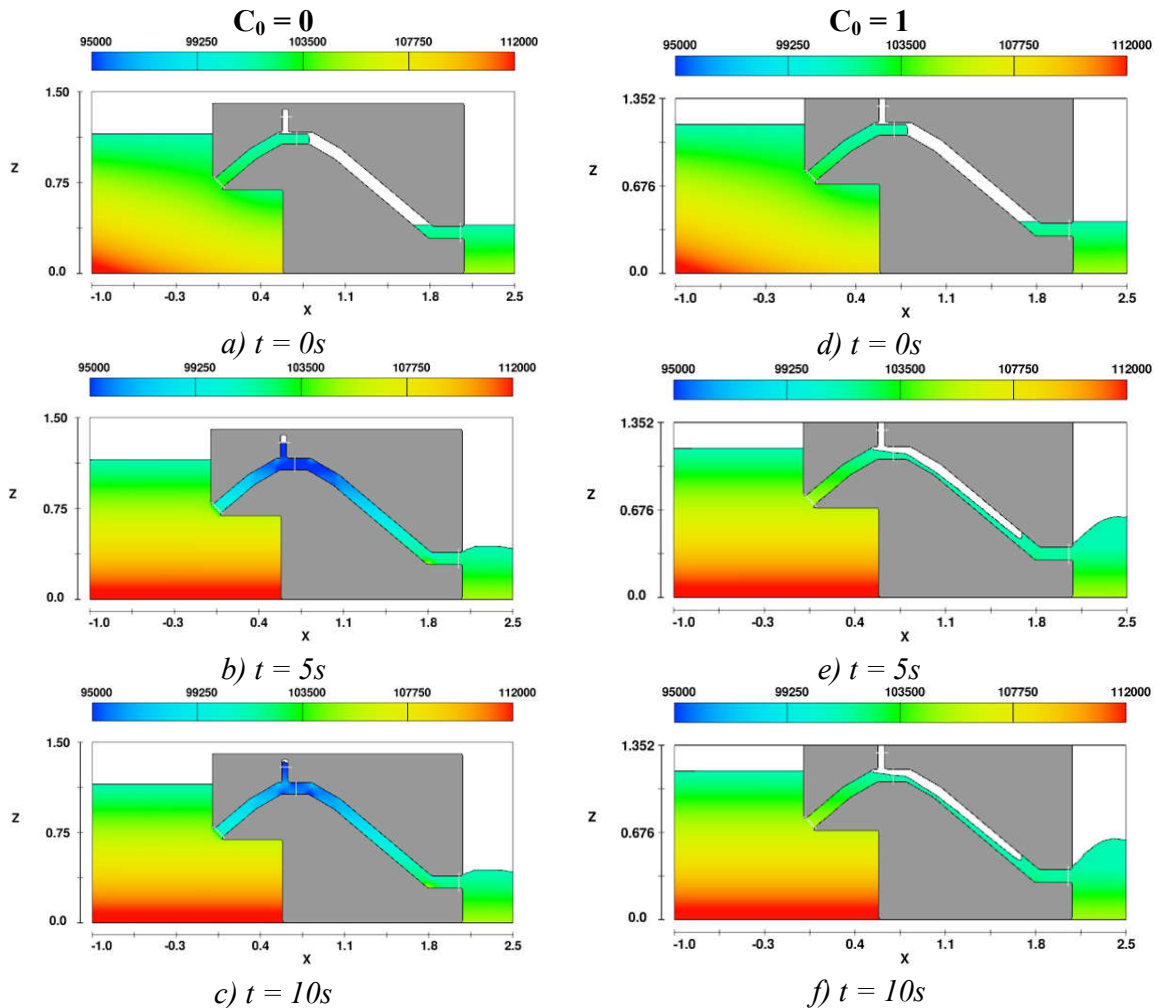 C₀ = 0
95000 99250 103500 107750 112000
1.50
Z
0.75
0.0
-1.0 -0.3 0.4 1.1 1.8 2.5
X
a) t = 0s
95000 99250 103500 107750 112000
1.50
Z
0.75
0.0
-1.0 -0.3 0.4 1.1 1.8 2.5
X
b) t = 5s
95000 99250 103500 107750 112000
1.50
Z
0.75
0.0
-1.0 -0.3 0.4 1.1 1.8 2.5
X
c) t = 10s
C₀ = 1
95000 99250 103500 107750 112000
1.352
Z
0.676
0.0
-1.0 -0.3 0.4 1.1 1.8 2.5
X
d) t = 0s
95000 99250 103500 107750 112000
1.352
Z
0.676
0.0
-1.0 -0.3 0.4 1.1 1.8 2.5
X
e) t = 5s
95000 99250 103500 107750 112000
1.352
Z
0.676
0.0
-1.0 -0.3 0.4 1.1 1.8 2.5
X
f) t = 10s